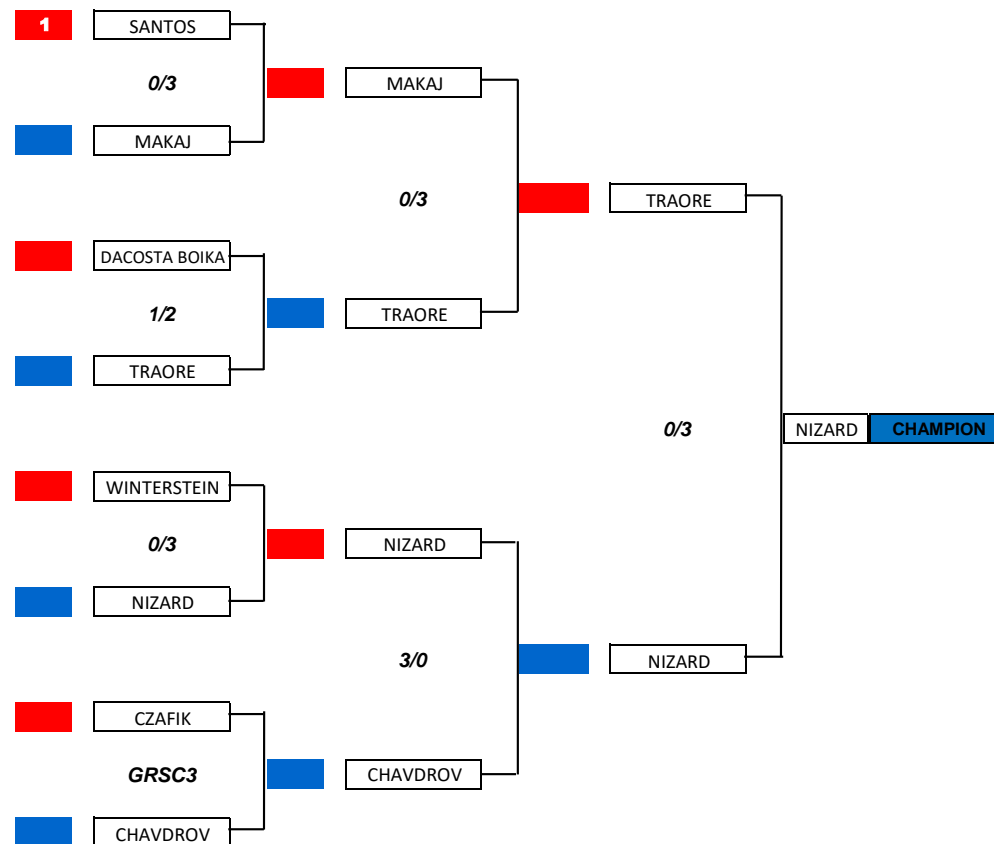 1 SANTOS
0/3 MAKAJ
MAKAJ
0/3 TRAORE
DACOSTA BOIKA
1/2 TRAORE
TRAORE
0/3 NIZARD CHAMPION
WINTERSTEIN
0/3 NIZARD
NIZARD
3/0 NIZARD
CZAFIK
GRSC3 CHAVDROV
CHAVDROV